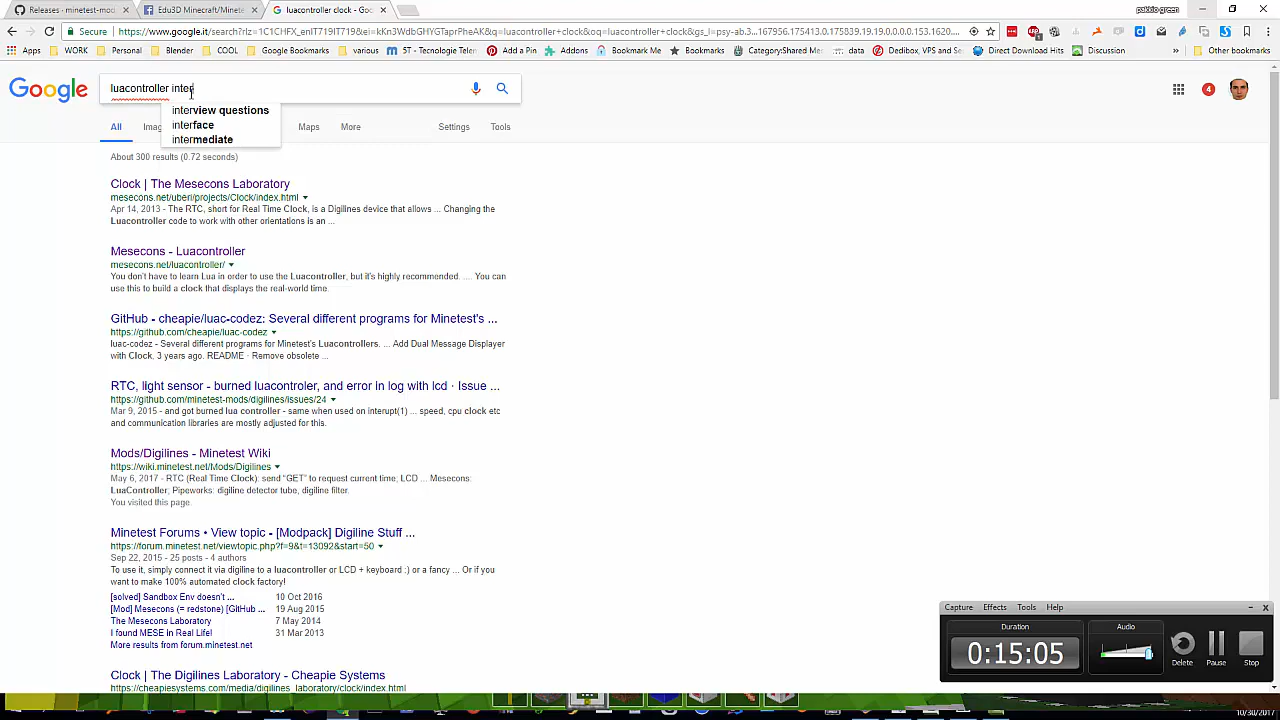 Releases - minetest-mod
Edu3D Minecraft/Minete
luacontroller clock - Goo
pakkio green
Secure
https://www.google.it/search?rlz=1C1CHFX_enIT719IT719&ei=kKn3WdbGHYGTaprPheAK&q=luacontroller+clock&oq=luacontroller+clock&gs_l=psy-ab.3...167956.175413.0.175839.19.19.0.0.0.0.153.1620....
Apps WORK Personal Blender COOL Google Bookmarks various 5T - Tecnologie Telem Add a Pin Addons Bookmark Me Bookmark. Category:Shared Me data Dedibox, VPS and Se Direct Download Hits Discussion Other bookmarks
Google
luacontroller inter
4
interview questions
interface
intermediate
All Imag Maps More Settings Tools
About 300 results (0.72 seconds)
Clock | The Mesecons Laboratory
mesecons.net/uberi/projects/Clock/index.html
Apr 14, 2013 - The RTC, short for Real Time Clock, is a Digilines device that allows ... Changing the
Luacontroller code to work with other orientations is an ...
Mesecons - Luacontroller
mesecons.net/luacontroller/
You don't have to learn Lua in order to use the Luacontroller, but it's highly recommended. .... You can
use this to build a clock that displays the real-world time.
GitHub - cheapie/luac-codez: Several different programs for Minetest's ...
https://github.com/cheapie/luac-codez
luac-codez - Several different programs for Minetest's Luacontrollers. ... Add Dual Message Displayer
with Clock, 3 years ago. README · Remove obsolete ...
RTC, light sensor - burned luacontroler, and error in log with lcd · Issue ...
https://github.com/minetest-mods/digilines/issues/24
Mar 9, 2015 - and got burned lua controller - same when used on interupt(1) ... speed, cpu clock etc
and communication libraries are mostly adjusted for this.
Mods/Digilines - Minetest Wiki
https://wiki.minetest.net/Mods/Digilines
May 6, 2017 - RTC (Real Time Clock): send "GET" to request current time, LCD ... Mesecons:
LuaController; Pipeworks: digiline detector tube, digiline filter.
You visited this page.
Minetest Forums • View topic - [Modpack] Digiline Stuff ...
https://forum.minetest.net/viewtopic.php?f=9&t=13092&start=50
Sep 22, 2015 - 25 posts - 4 authors
To use it, simply connect it via digiline to a luacontroller or LCD + keyboard :) or a fancy ... Or if you
want to make 100% automated clock factory!
[solved] Sandbox Env doesn't ... 10 Oct 2016
[Mod] Mesecons (= redstone) [GitHub ... 19 Aug 2015
The Mesecons Laboratory 7 May 2014
I found MESE in Real Life! 31 Mar 2013
More results from forum.minetest.net
Clock | The Digilines Laboratory - Cheapie Systems
https://cheapiesystems.com/media/digilines_laboratory/clock/index.html
Capture Effects Tools Help
Duration Audio
0:15:05
Delete Pause Stop
10/30/2017